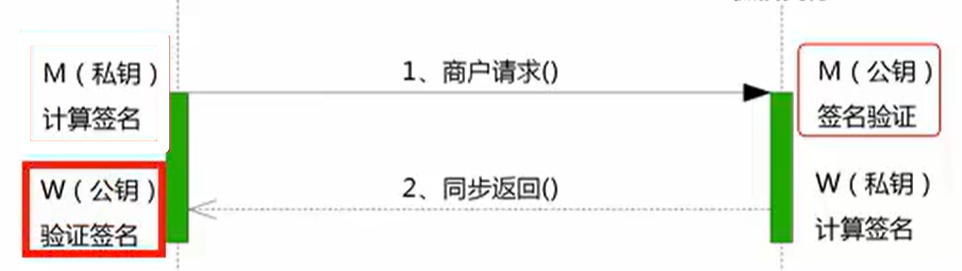 M（私钥）
计算签名
1、商户请求()
M（公钥）
签名验证
W（公钥）
验证签名
2、同步返回()
W（私钥）
计算签名